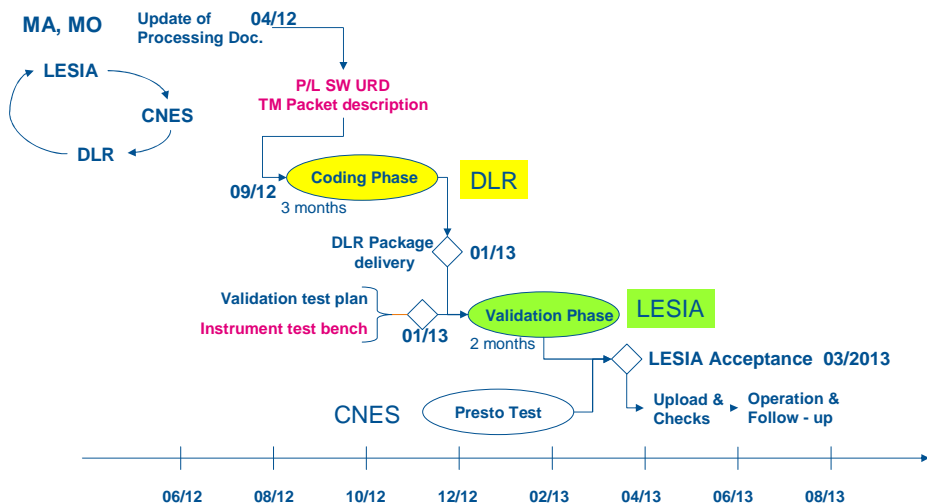 MA, MO
Update of
Processing Doc.
04/12
LESIA
CNES
DLR
P/L SW URD
TM Packet description
09/12
Coding Phase
DLR
3 months
DLR Package
delivery
01/13
Validation test plan
Instrument test bench
01/13
Validation Phase
LESIA
2 months
LESIA Acceptance 03/2013
CNES
Presto Test
Upload &
Checks
Operation &
Follow - up
06/12 08/12 10/12 12/12 02/13 04/13 06/13 08/13